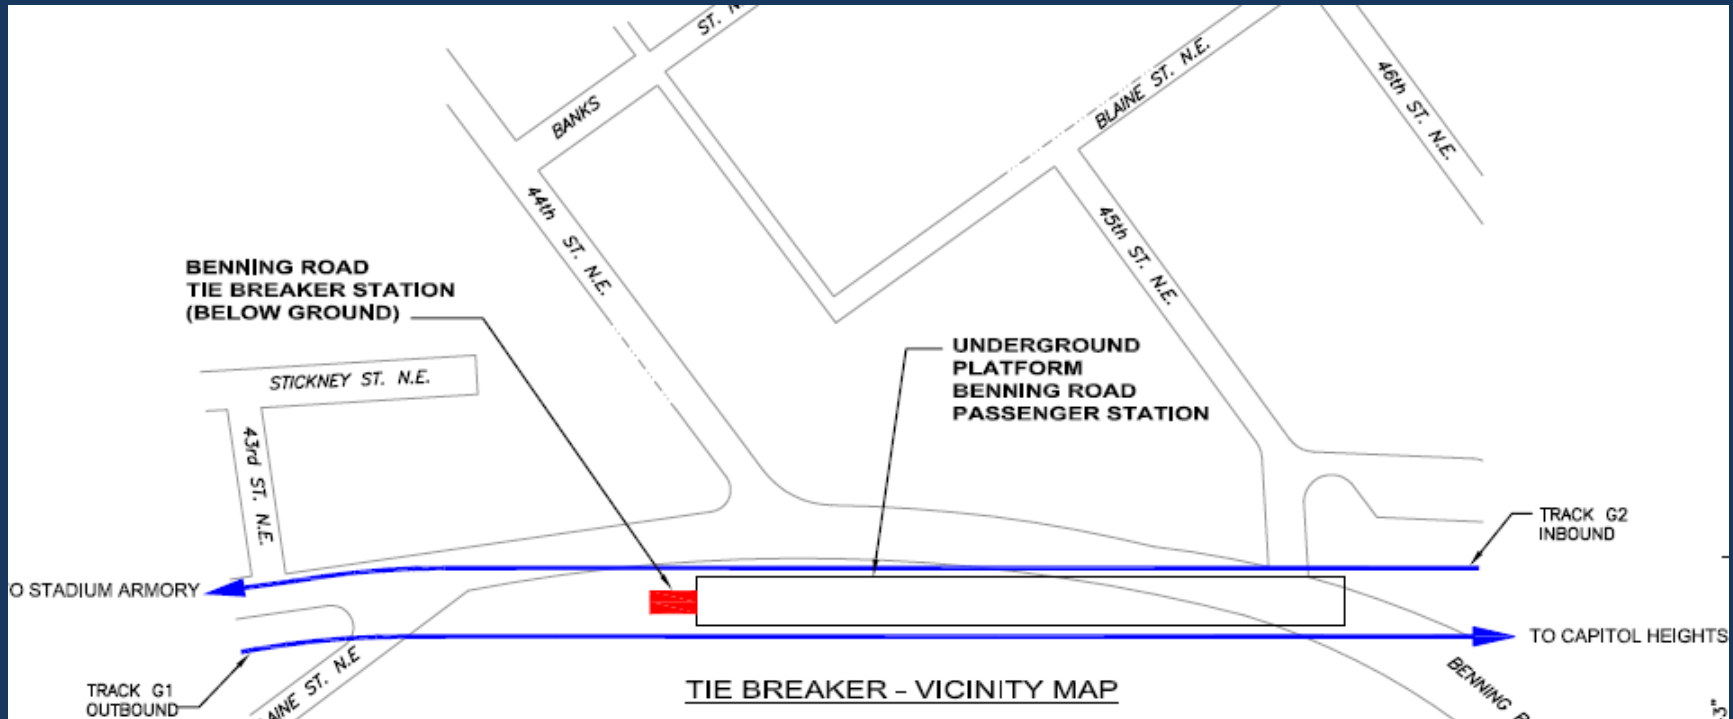 ST. N.
BANKS
BLAINE ST. N.E.
46th ST. N.E.
44th ST. N.E.
45th ST. N.E.
BENNING ROAD
TIE BREAKER STATION
(BELOW GROUND)
UNDERGROUND
PLATFORM
BENNING ROAD
PASSENGER STATION
STICKNEY ST. N.E.
43rd ST. N.E.
TRACK G2
INBOUND
O STADIUM ARMORY
TO CAPITOL HEIGHTS
TRACK G1
OUTBOUND
AINE ST. N.E
TIE BREAKER - VICINITY MAP
BENNING
3"